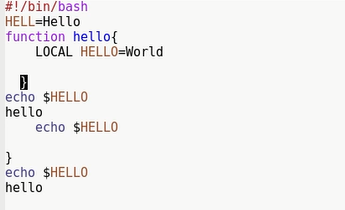 #!/bin/bash
HELL=Hello
function hello{
LOCAL HELLO=World
}
echo $HELLO
hello
echo $HELLO
}
echo $HELLO
hello